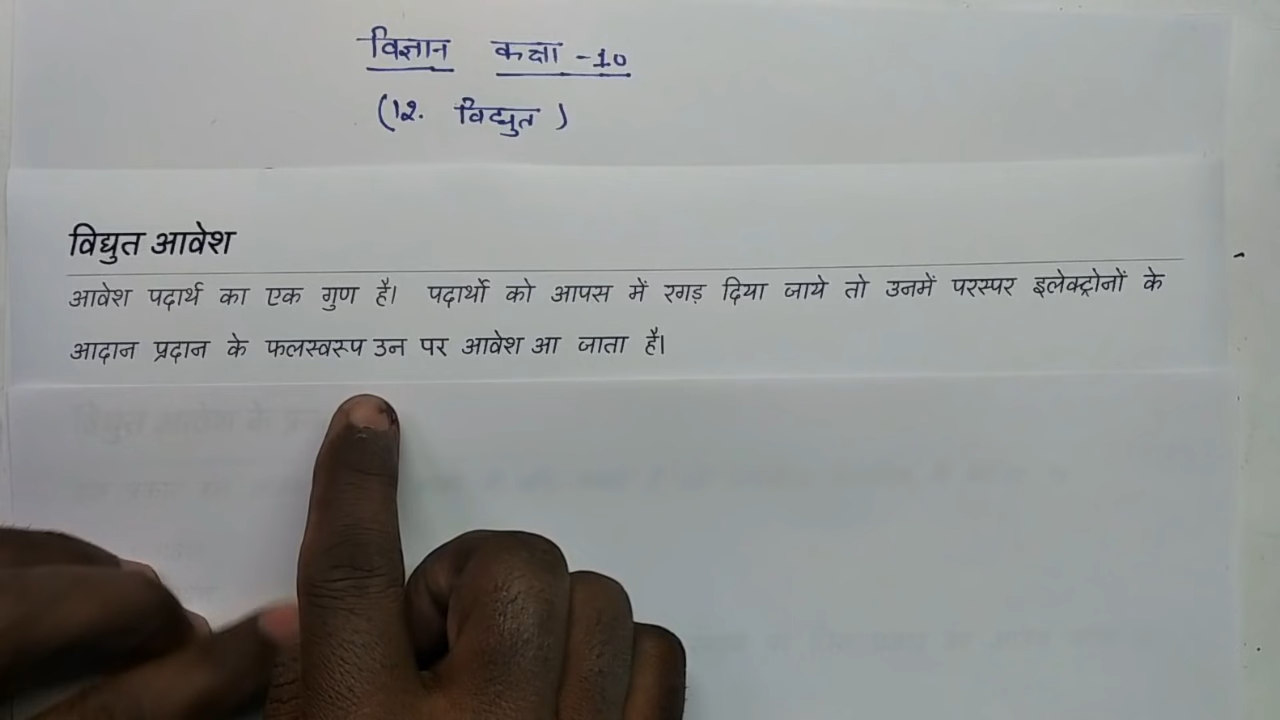 विज्ञान कक्षा -10
(12. विद्युत )
विद्युत आवेश
आवेश पदार्थ का एक गुण है। पदार्थो को आपस में रगड़ दिया जाये तो उनमें परस्पर इलेक्ट्रोनों के
आदान प्रदान के फलस्वरूप उन पर आवेश आ जाता है।
विद्युत आवेश के